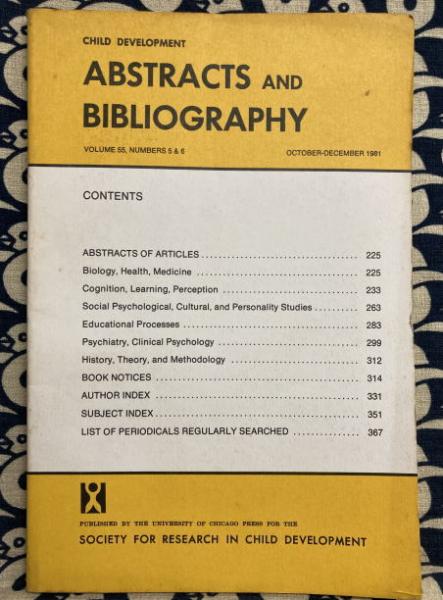 CHILD DEVELOPMENT
ABSTRACTS AND
BIBLIOGRAPHY
VOLUME 55, NUMBERS 5 & 6 OCTOBER-DECEMBER 1981
CONTENTS
ABSTRACTS OF ARTICLES .................................... 225
Biology, Health, Medicine .................................... 225
Cognition, Learning, Perception .............................. 233
Social Psychological, Cultural, and Personality Studies .......... 263
Educational Processes ....................................... 283
Psychiatry, Clinical Psychology .............................. 299
History, Theory, and Methodology ........................... 312
BOOK NOTICES ............................................ 314
AUTHOR INDEX ........................................... 331
SUBJECT INDEX ........................................... 351
LIST OF PERIODICALS REGULARLY SEARCHED ............... 367
PUBLISHED BY THE UNIVERSITY OF CHICAGO PRESS FOR THE
SOCIETY FOR RESEARCH IN CHILD DEVELOPMENT